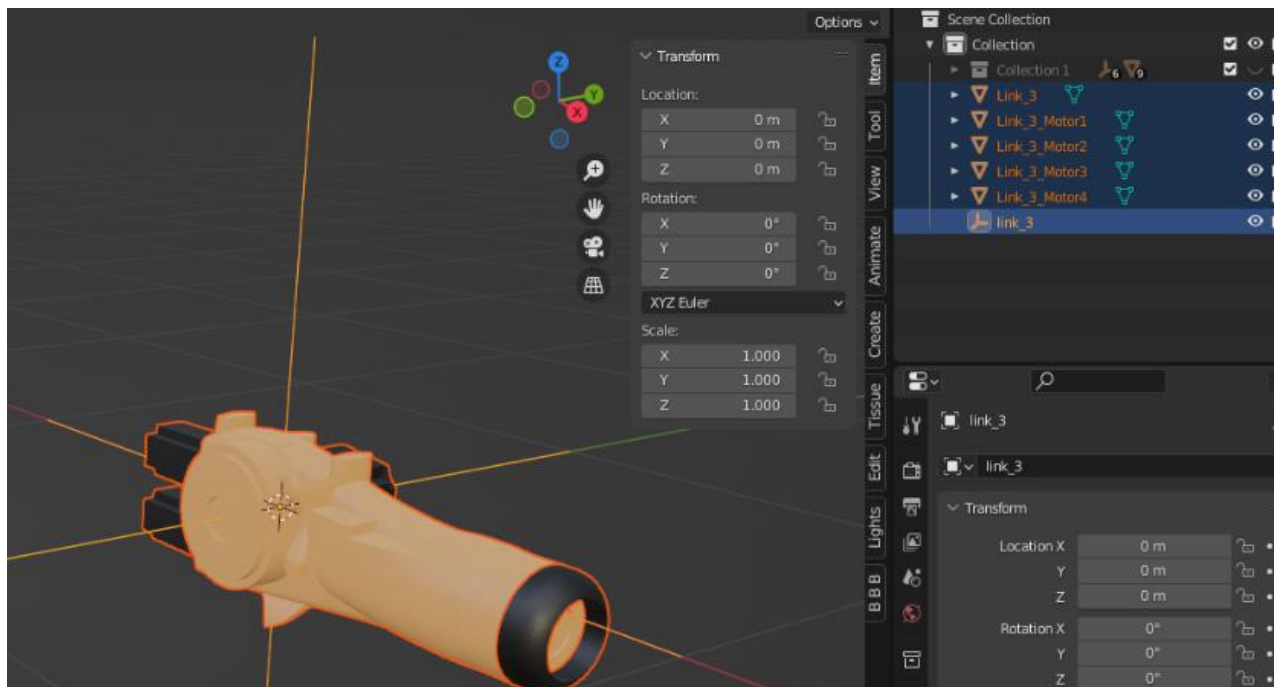 Options
Transform
Location:
X 0 m
Y 0 m
Z 0 m
Rotation:
X 0°
Y 0°
Z 0°
XYZ Euler
Scale:
X 1.000
Y 1.000
Z 1.000
Z
Y
X
Item
Tool
View
Animate
Create
Tissue
Edit
Lights
B B B
Scene Collection
Collection
Collection 1 6 9
Link_3
Link_3_Motor1
Link_3_Motor2
Link_3_Motor3
Link_3_Motor4
link_3
link_3
link_3
Transform
Location X 0 m
Y 0 m
Z 0 m
Rotation X 0°
Y 0°
Z 0°